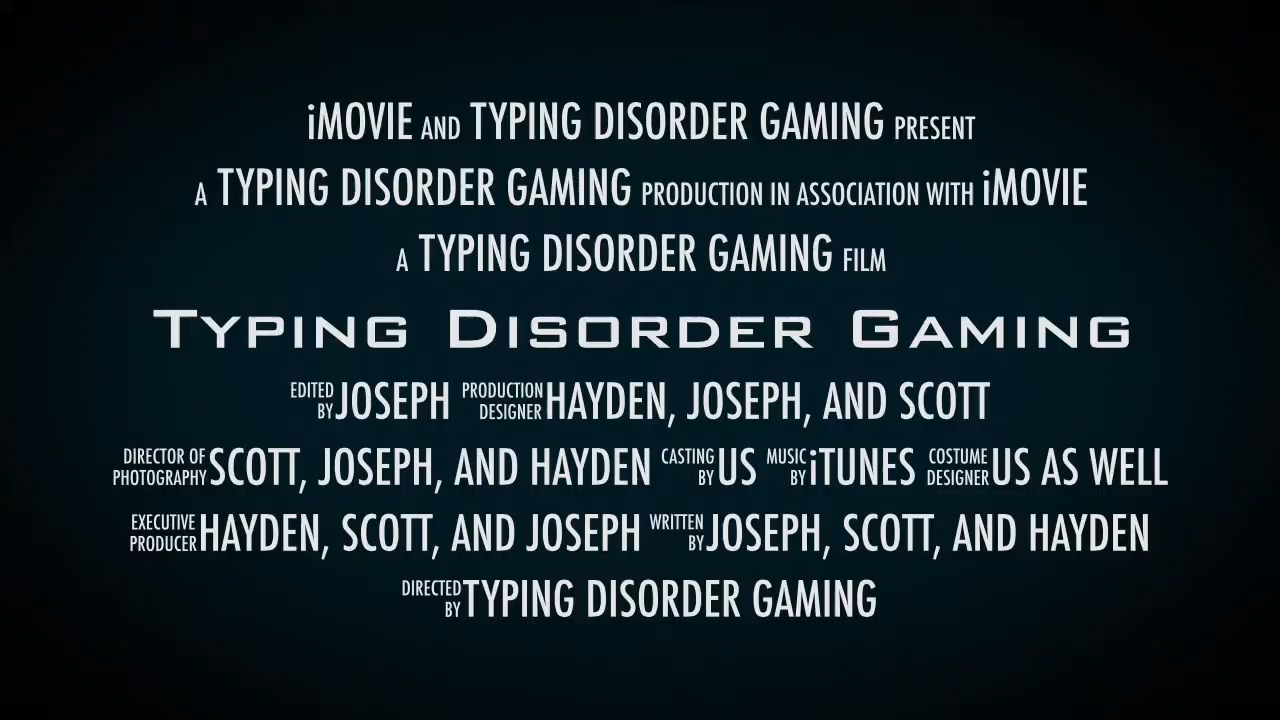 iMOVIE AND TYPING DISORDER GAMING PRESENT
A TYPING DISORDER GAMING PRODUCTION IN ASSOCIATION WITH iMOVIE
A TYPING DISORDER GAMING FILM
TYPING DISORDER GAMING
EDITED BY JOSEPH PRODUCTION DESIGNER HAYDEN, JOSEPH, AND SCOTT
DIRECTOR OF PHOTOGRAPHY SCOTT, JOSEPH, AND HAYDEN CASTING BY US MUSIC BY iTUNES COSTUME DESIGNER US AS WELL
EXECUTIVE PRODUCER HAYDEN, SCOTT, AND JOSEPH WRITTEN BY JOSEPH, SCOTT, AND HAYDEN
DIRECTED BY TYPING DISORDER GAMING